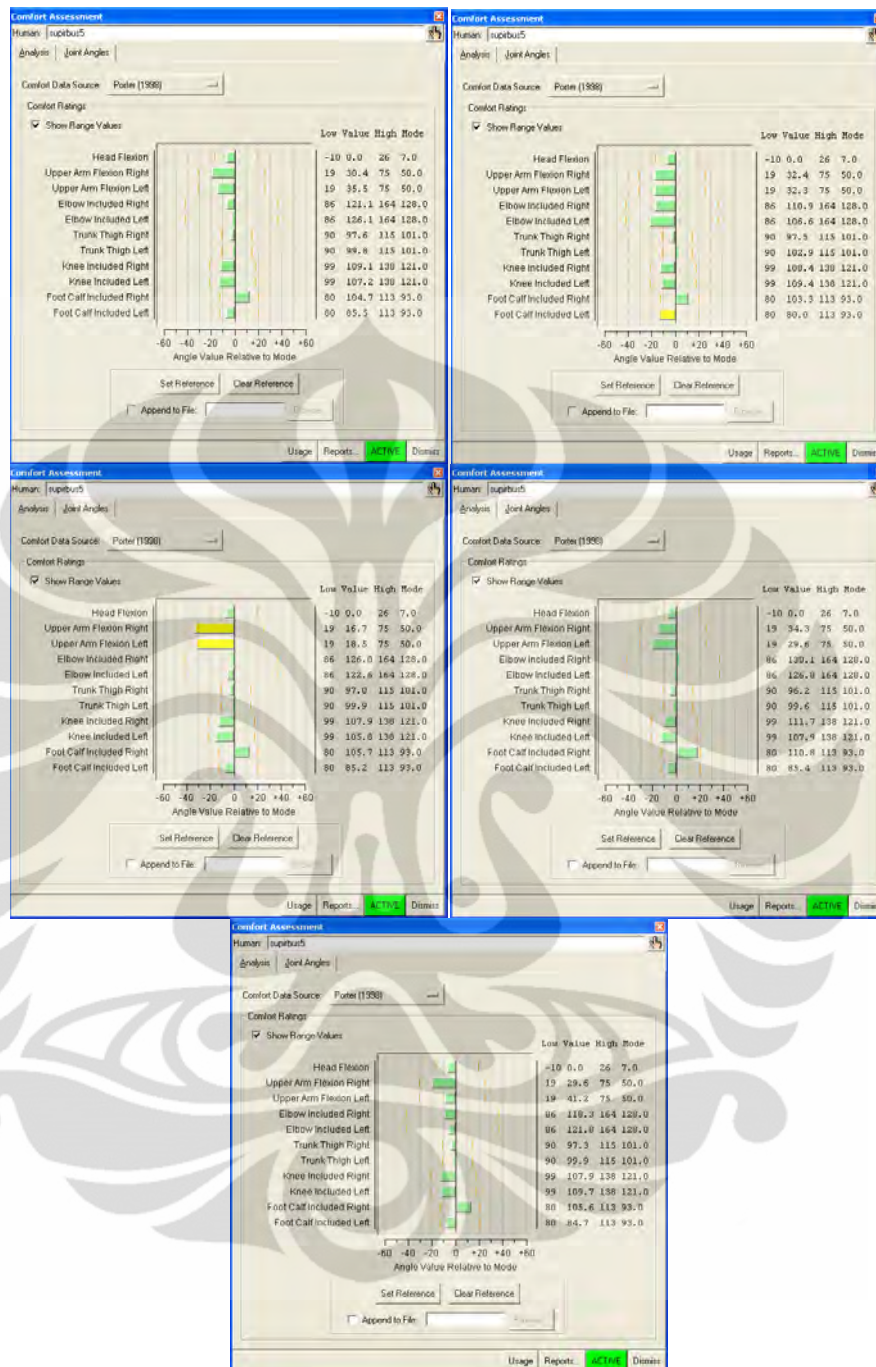 Comfort Assessment
Human: supirbus5
Analysis Joint Angles
Comfort Data Source: Porter (1998)
Comfort Ratings
Show Range Values
Low Value High Mode
Head Flexion -10 0.0 26 7.0
Upper Arm Flexion Right 19 30.4 75 50.0
Upper Arm Flexion Left 19 35.5 75 50.0
Elbow Included Right 86 121.1 164 128.0
Elbow Included Left 86 126.1 164 128.0
Trunk Thigh Right 90 97.6 115 101.0
Trunk Thigh Left 90 99.8 115 101.0
Knee Included Right 99 109.1 138 121.0
Knee Included Left 99 107.2 138 121.0
Foot Calf Included Right 80 104.7 113 93.0
Foot Calf Included Left 80 85.5 113 93.0
-60 -40 -20 0 +20 +40 +60
Angle Value Relative to Mode
Set Reference Clear Reference
Append to File:
Usage Reports... ACTIVE Dismiss
Comfort Assessment
Human: supirbus5
Analysis Joint Angles
Comfort Data Source: Porter (1998)
Comfort Ratings
Show Range Values
Low Value High Mode
Head Flexion -10 0.0 26 7.0
Upper Arm Flexion Right 19 32.4 75 50.0
Upper Arm Flexion Left 19 32.3 75 50.0
Elbow Included Right 86 110.9 164 128.0
Elbow Included Left 86 106.6 164 128.0
Trunk Thigh Right 90 97.5 115 101.0
Trunk Thigh Left 90 102.9 115 101.0
Knee Included Right 99 108.4 138 121.0
Knee Included Left 99 109.4 138 121.0
Foot Calf Included Right 80 103.3 113 93.0
Foot Calf Included Left 80 80.0 113 93.0
-60 -40 -20 0 +20 +40 +60
Angle Value Relative to Mode
Set Reference Clear Reference
Append to File:
Usage Reports... ACTIVE Dismiss
Comfort Assessment
Human: supirbus5
Analysis Joint Angles
Comfort Data Source: Porter (1998)
Comfort Ratings
Show Range Values
Low Value High Mode
Head Flexion -10 0.0 26 7.0
Upper Arm Flexion Right 19 16.7 75 50.0
Upper Arm Flexion Left 19 18.5 75 50.0
Elbow Included Right 86 126.0 164 128.0
Elbow Included Left 86 122.6 164 128.0
Trunk Thigh Right 90 97.0 115 101.0
Trunk Thigh Left 90 99.9 115 101.0
Knee Included Right 99 107.9 138 121.0
Knee Included Left 99 105.8 138 121.0
Foot Calf Included Right 80 105.7 113 93.0
Foot Calf Included Left 80 85.2 113 93.0
-60 -40 -20 0 +20 +40 +60
Angle Value Relative to Mode
Set Reference Clear Reference
Append to File:
Usage Reports... ACTIVE Dismiss
Comfort Assessment
Human: supirbus5
Analysis Joint Angles
Comfort Data Source: Porter (1998)
Comfort Ratings
Show Range Values
Low Value High Mode
Head Flexion -10 0.0 26 7.0
Upper Arm Flexion Right 19 34.3 75 50.0
Upper Arm Flexion Left 19 29.6 75 50.0
Elbow Included Right 86 130.1 164 128.0
Elbow Included Left 86 126.8 164 128.0
Trunk Thigh Right 90 96.2 115 101.0
Trunk Thigh Left 90 99.6 115 101.0
Knee Included Right 99 111.7 138 121.0
Knee Included Left 99 107.9 138 121.0
Foot Calf Included Right 80 110.8 113 93.0
Foot Calf Included Left 80 113 93.0
-60 -40 -20 0 +20 +40 +60
Angle Value Relative to Mode
Set Reference Clear Reference
Append to File:
Usage Reports... ACTIVE Dismiss
Comfort Assessment
Human: supirbus5
Analysis Joint Angles
Comfort Data Source: Porter (1998)
Comfort Ratings
Show Range Values
Low Value High Mode
Head Flexion -10 0.0 26 7.0
Upper Arm Flexion Right 19 29.6 75 50.0
Upper Arm Flexion Left 19 41.2 75 50.0
Elbow Included Right 86 118.3 164 128.0
Elbow Included Left 86 121.8 164 128.0
Trunk Thigh Right 90 97.3 115 101.0
Trunk Thigh Left 90 99.9 115 101.0
Knee Included Right 99 107.9 138 121.0
Knee Included Left 99 109.7 138 121.0
Foot Calf Included Right 80 105.6 113 93.0
Foot Calf Included Left 80 84.7 113 93.0
-60 -40 -20 0 +20 +40 +60
Angle Value Relative to Mode
Set Reference Clear Reference
Append to File:
Usage Reports... ACTIVE Dismiss